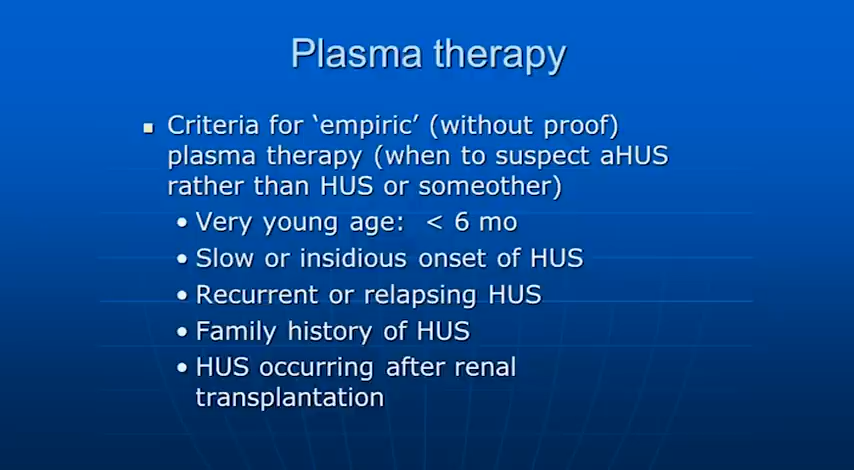 Plasma therapy
Criteria for ‘empiric’ (without proof)
plasma therapy (when to suspect aHUS
rather than HUS or someother)
• Very young age:  < 6 mo
• Slow or insidious onset of HUS
• Recurrent or relapsing HUS
• Family history of HUS
• HUS occurring after renal
transplantation